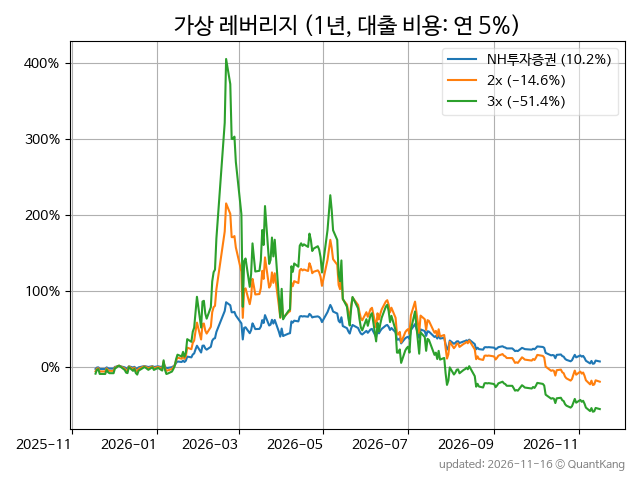 가상 레버리지 (1년, 대출 비용: 연 5%)
NH투자증권 (10.2%)
2x (−14.6%)
3x (−51.4%)
400%
300%
200%
100%
0%
2025-11
2026-01
2026-03
2026-05
2026-07
2026-09
2026-11
updated: 2026-11-16 © QuantKang